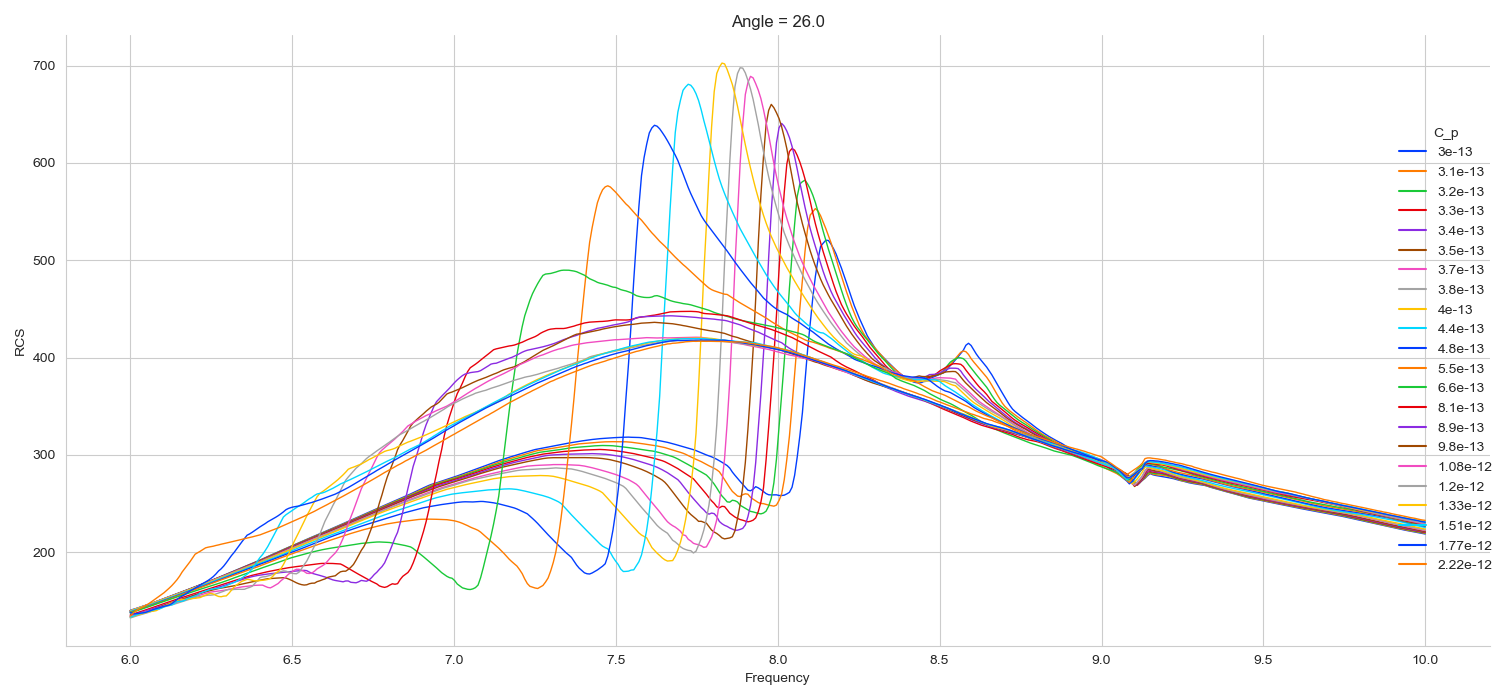 Angle = 26.0
700
600
500
400
300
200
RCS
6.0 6.5 7.0 7.5 8.0 8.5 9.0 9.5 10.0
Frequency
C_p
3e-13
3.1e-13
3.2e-13
3.3e-13
3.4e-13
3.5e-13
3.7e-13
3.8e-13
4e-13
4.4e-13
4.8e-13
5.5e-13
6.6e-13
8.1e-13
8.9e-13
9.8e-13
1.08e-12
1.2e-12
1.33e-12
1.51e-12
1.77e-12
2.22e-12